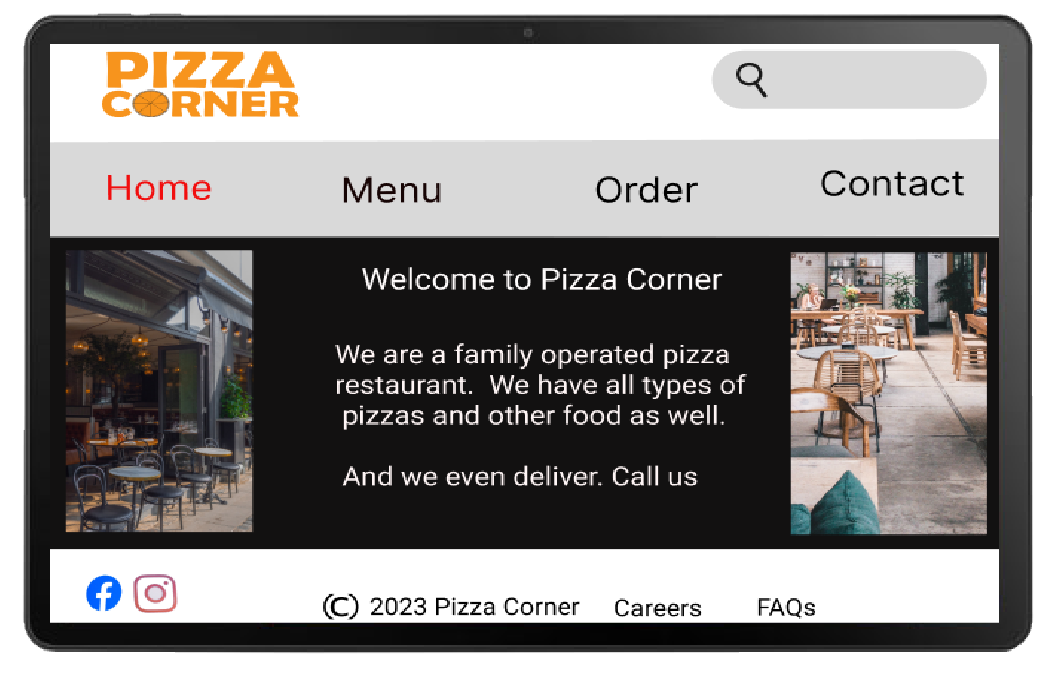 PIZZA
CORNER
Home
Menu
Order
Contact
Welcome to Pizza Corner
We are a family operated pizza
restaurant.  We have all types of
pizzas and other food as well.
And we even deliver. Call us
(C) 2023 Pizza Corner
Careers
FAQs